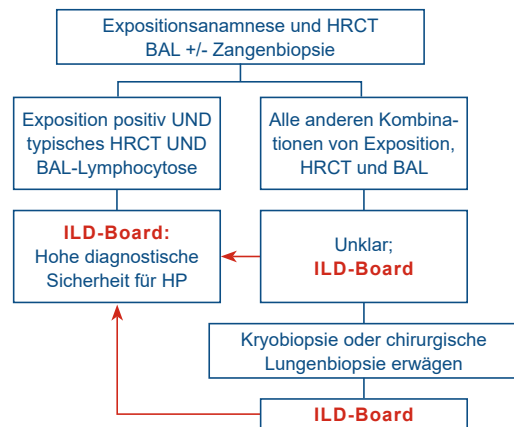 Expositionsanamnese und HRCT
BAL +/- Zangenbiopsie
Exposition positiv UND
typisches HRCT UND
BAL-Lymphocytose
Alle anderen Kombina-
tionen von Exposition,
HRCT und BAL
ILD-Board:
Hohe diagnostische
Sicherheit für HP
Unklar;
ILD-Board
Kryobiopsie oder chirurgische
Lungenbiopsie erwägen
ILD-Board